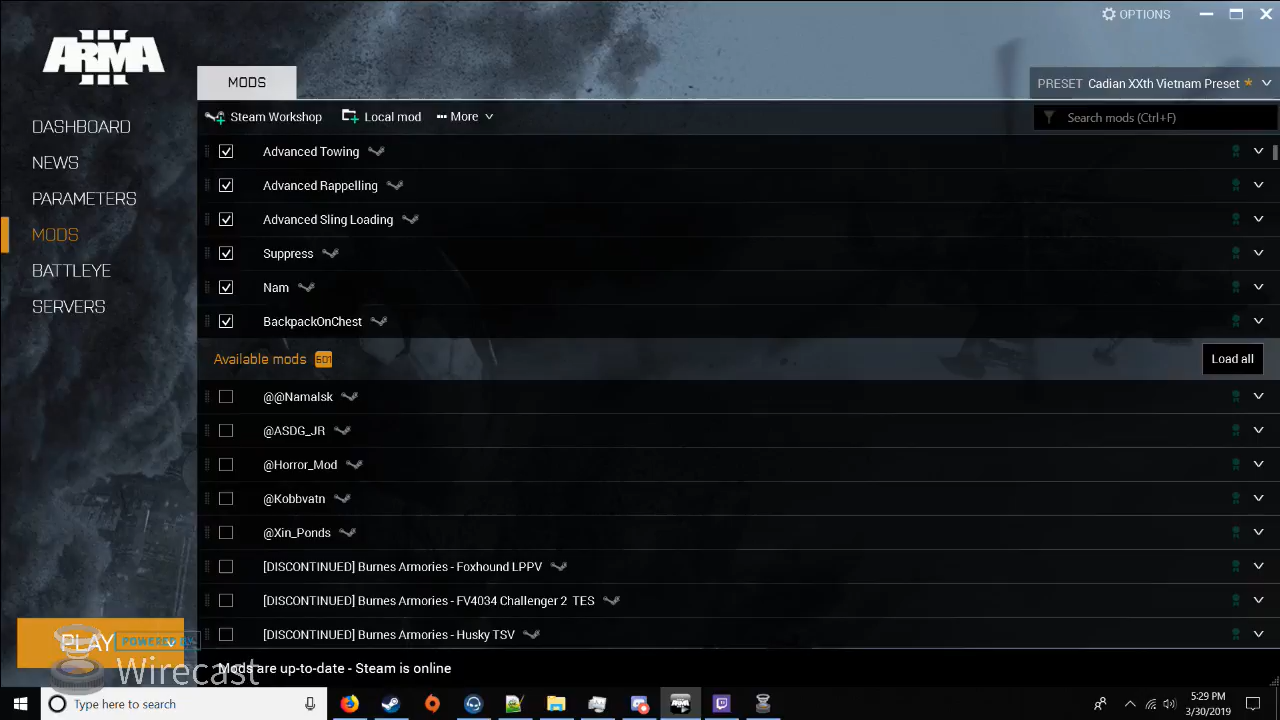 OPTIONS
ARMA
III
MODS
PRESET Cadian XXth Vietnam Preset *
Steam Workshop
Local mod
More
Search mods (Ctrl+F)
DASHBOARD
NEWS
PARAMETERS
MODS
BATTLEYE
SERVERS
Advanced Towing
Advanced Rappelling
Advanced Sling Loading
Suppress
Nam
BackpackOnChest
Available mods 601
Load all
@@Namalsk
@ASDG_JR
@Horror_Mod
@Kobbvatn
@Xin_Ponds
[DISCONTINUED] Burnes Armories - Foxhound LPPV
[DISCONTINUED] Burnes Armories - FV4034 Challenger 2 TES
[DISCONTINUED] Burnes Armories - Husky TSV
PLAY
POWERED BY
Wirecast
Mods are up-to-date - Steam is online
Type here to search
5:29 PM
3/30/2019